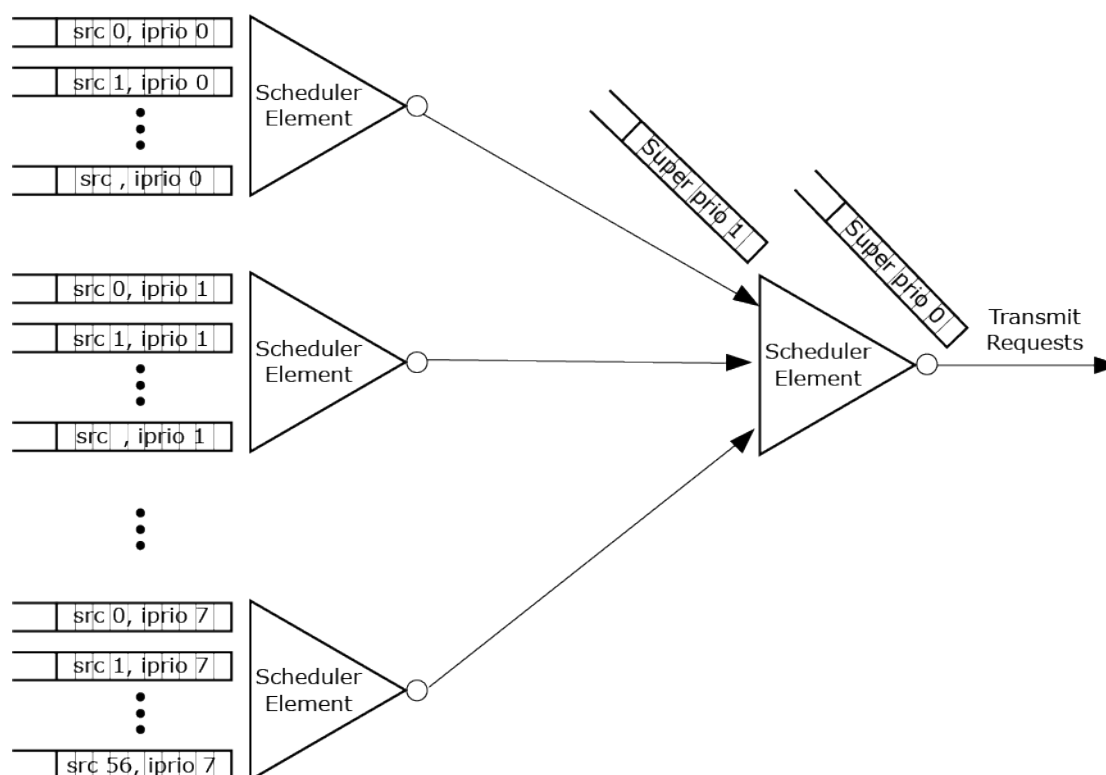 src 0, iprio 0
src 1, iprio 0
src , iprio 0
Scheduler
Element
src 0, iprio 1
src 1, iprio 1
src , iprio 1
Scheduler
Element
src 0, iprio 7
src 1, iprio 7
src 56, iprio 7
Scheduler
Element
Super prio 1
Super prio 0
Scheduler
Element
Transmit
Requests